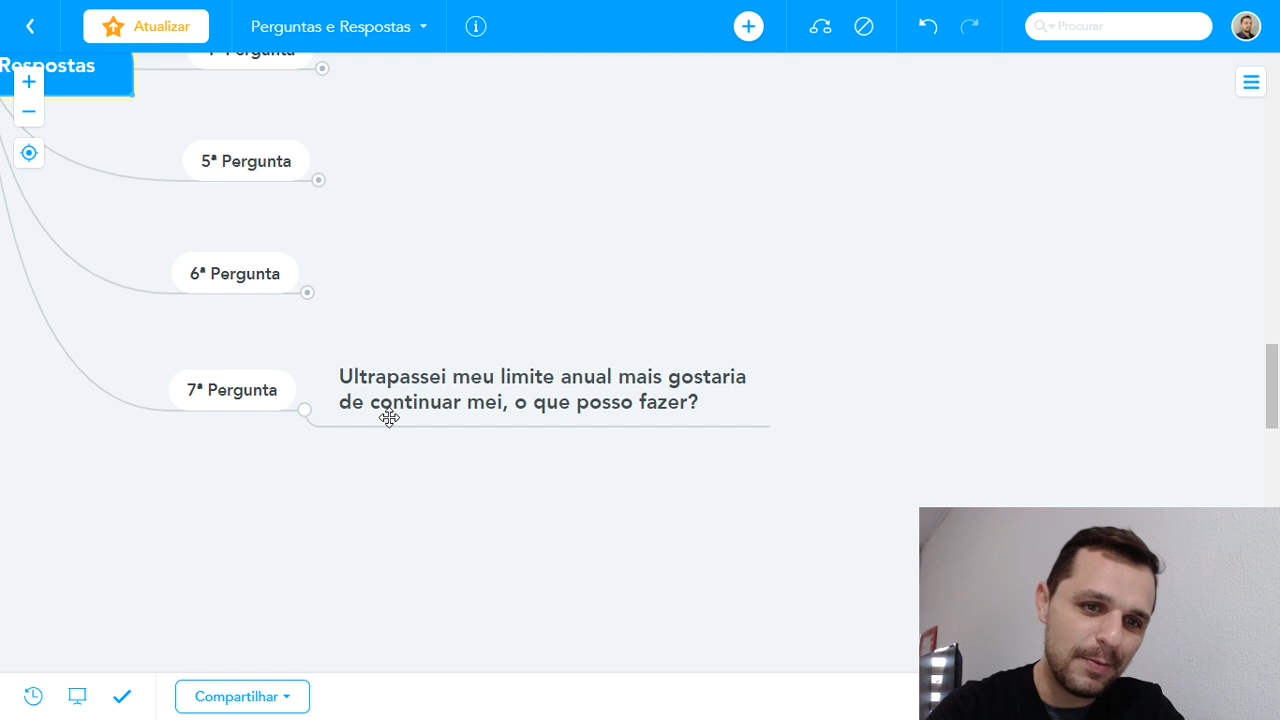 Atualizar
Perguntas e Respostas
Procurar
Respostas
Pergunta
5ª Pergunta
6ª Pergunta
7ª Pergunta
Ultrapassei meu limite anual mais gostaria
de continuar mei, o que posso fazer?
Compartilhar